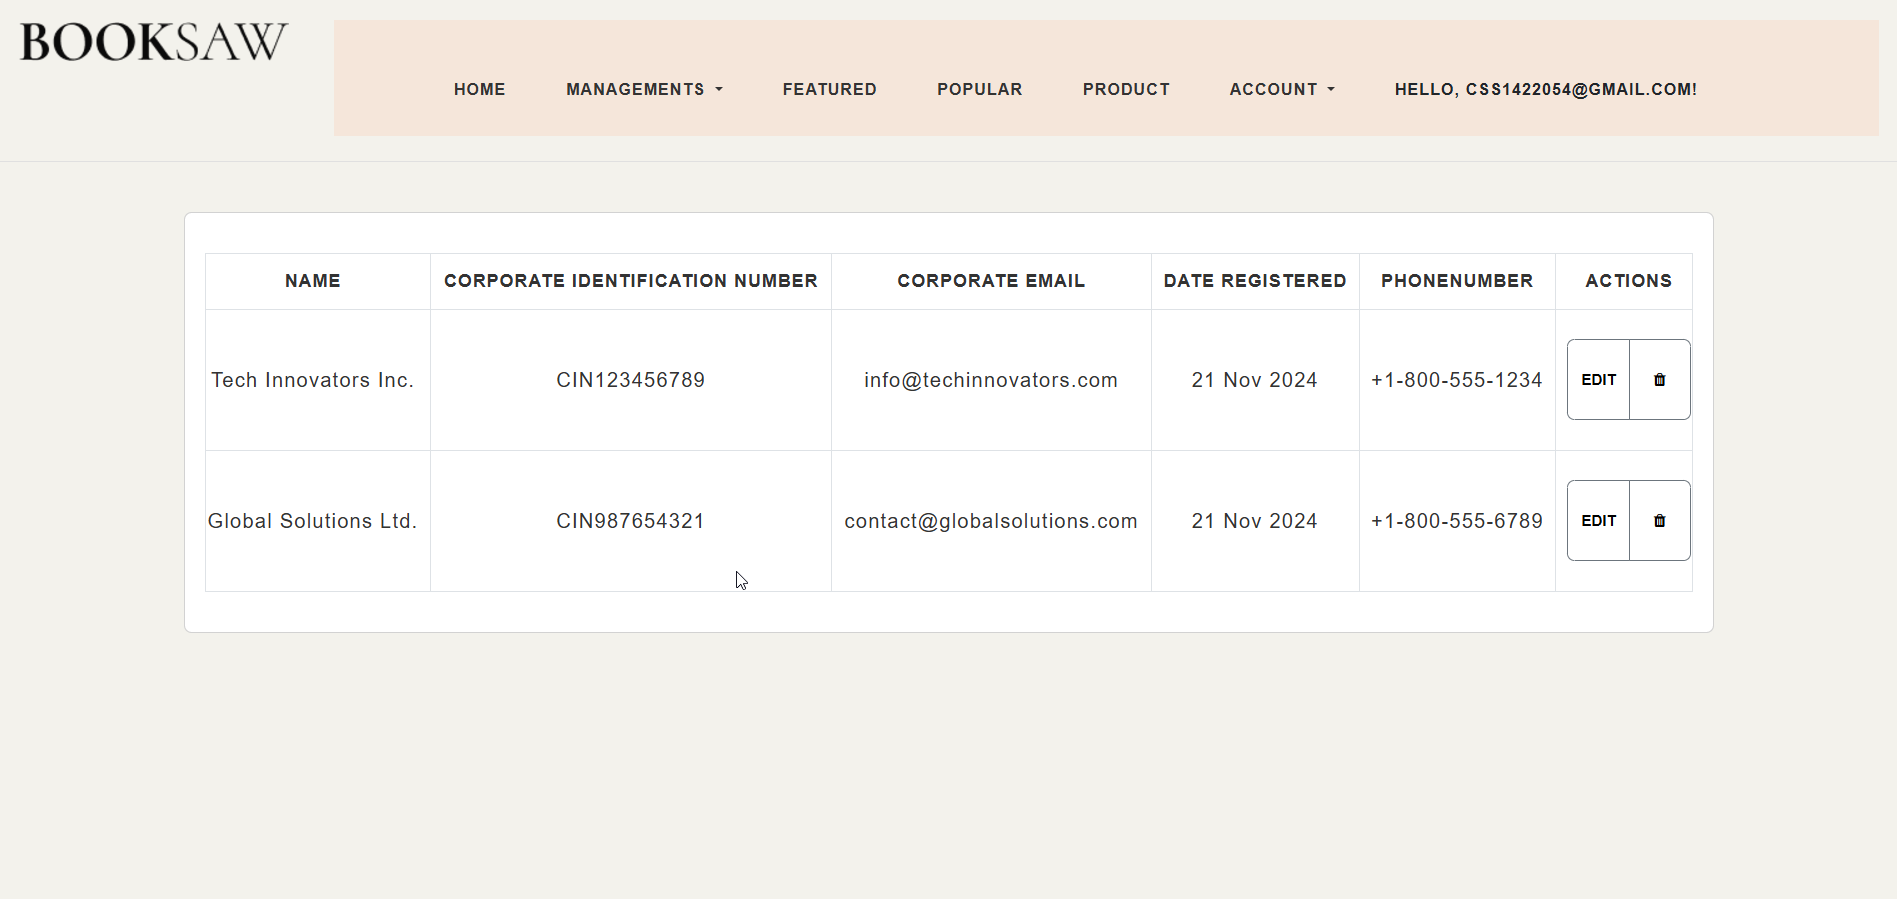 BOOKSAW
HOME MANAGEMENTS FEATURED POPULAR PRODUCT ACCOUNT HELLO, CSS1422054@GMAIL.COM!
NAME CORPORATE IDENTIFICATION NUMBER CORPORATE EMAIL DATE REGISTERED PHONENUMBER ACTIONS
Tech Innovators Inc. CIN123456789 info@techinnovators.com 21 Nov 2024 +1-800-555-1234 EDIT
Global Solutions Ltd. CIN987654321 contact@globalsolutions.com 21 Nov 2024 +1-800-555-6789 EDIT